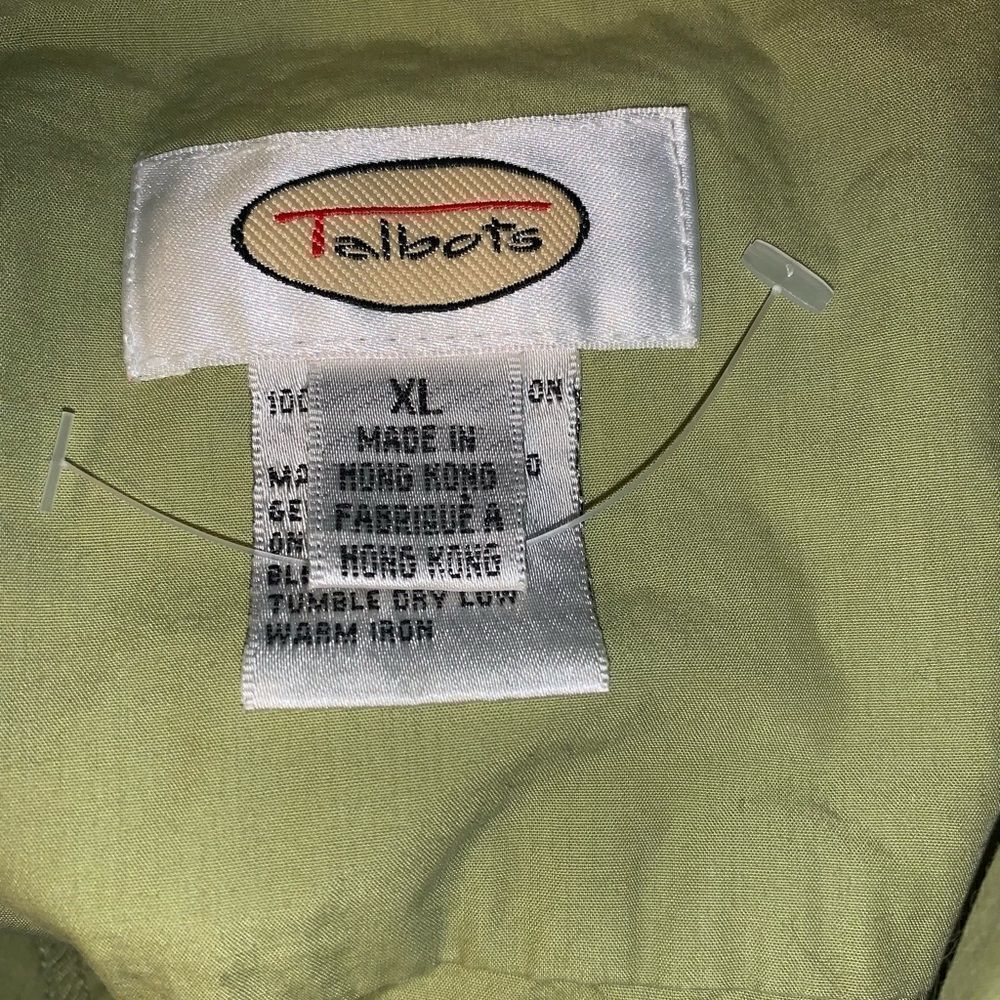 Talbots
XL
MADE IN
HONG KONG
FABRIQUÉ À
HONG KONG
TUMBLE DRY LOW
WARM IRON